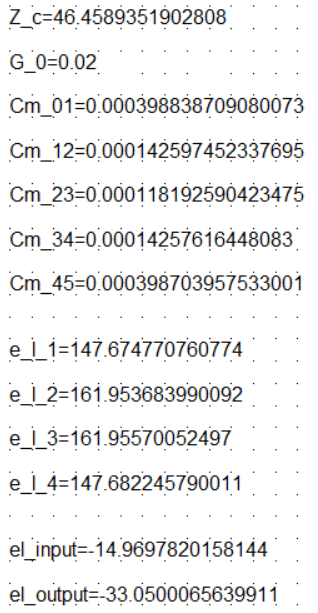 Z_c=46.4589351902808
G_0=0.02
Cm_01=0.000398838709080073
Cm_12=0.000142597452337695
Cm_23=0.000118192590423475
Cm_34=0.00014257616448083
Cm_45=0.000398703957533001
e_l_1=147.674770760774
e_l_2=161.953683990092
e_l_3=161.95570052497
e_l_4=147.682245790011
el_input=-14.9697820158144
el_output=-33.0500065639911